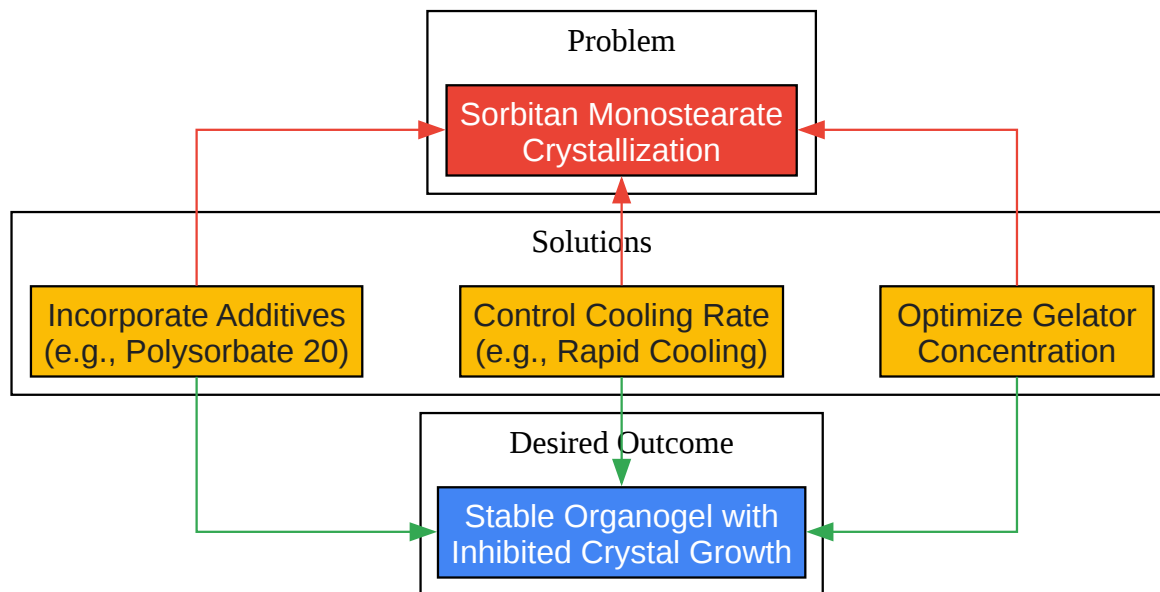 Problem
Sorbitan Monostearate
Crystallization
Solutions
Incorporate Additives
(e.g., Polysorbate 20)
Control Cooling Rate
(e.g., Rapid Cooling)
Optimize Gelator
Concentration
Desired Outcome
Stable Organogel with
Inhibited Crystal Growth